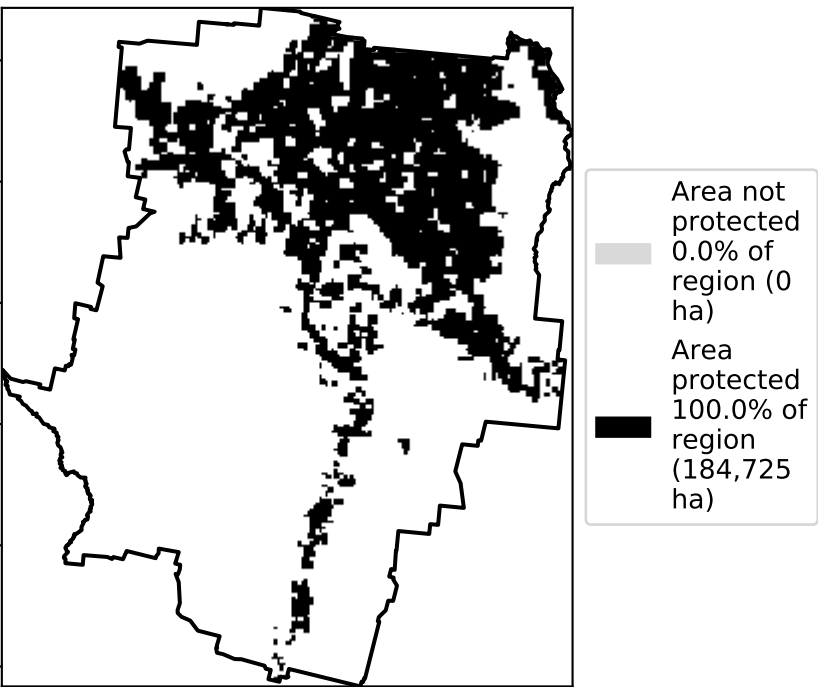 Area not
protected
0.0% of
region (0
ha)
Area
protected
100.0% of
region
(184,725
ha)